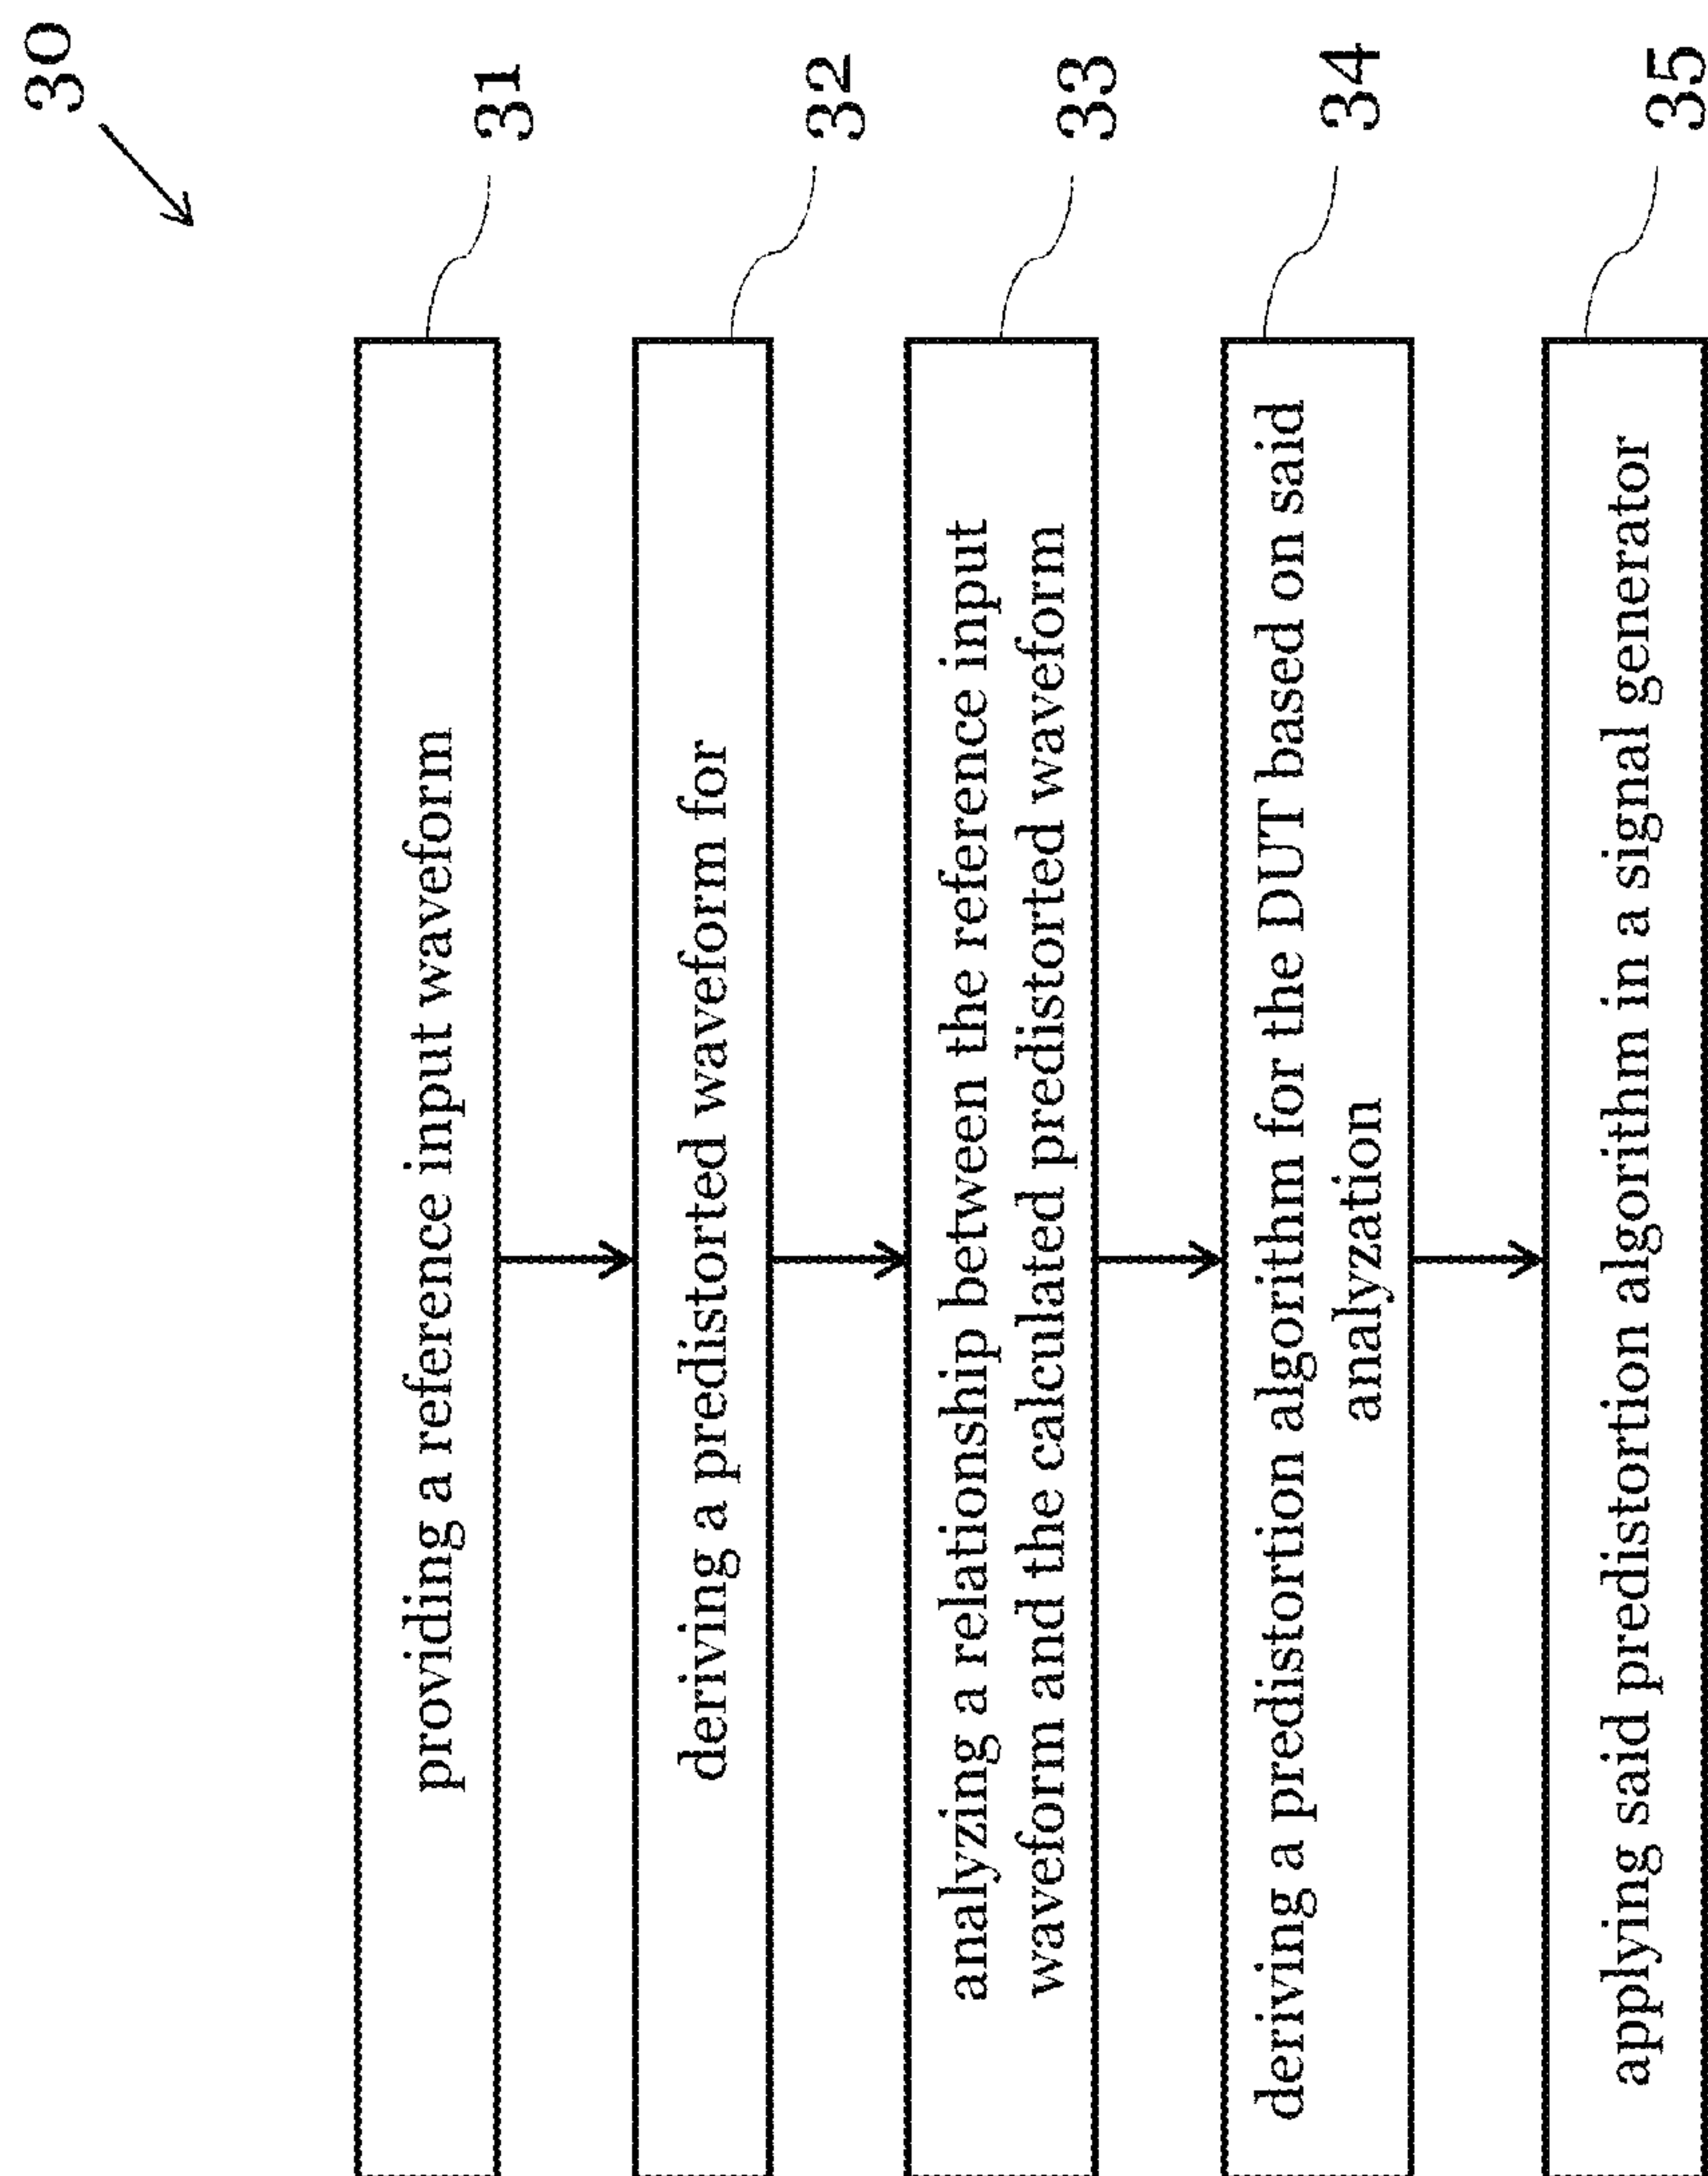 30
providing a reference input waveform
31
deriving a predistorted waveform for
32
analyzing a relationship between the reference input
waveform and the calculated predistorted waveform
33
deriving a predistortion algorithm for the DUT based on said
analyzation
34
applying said predistortion algorithm in a signal generator
35